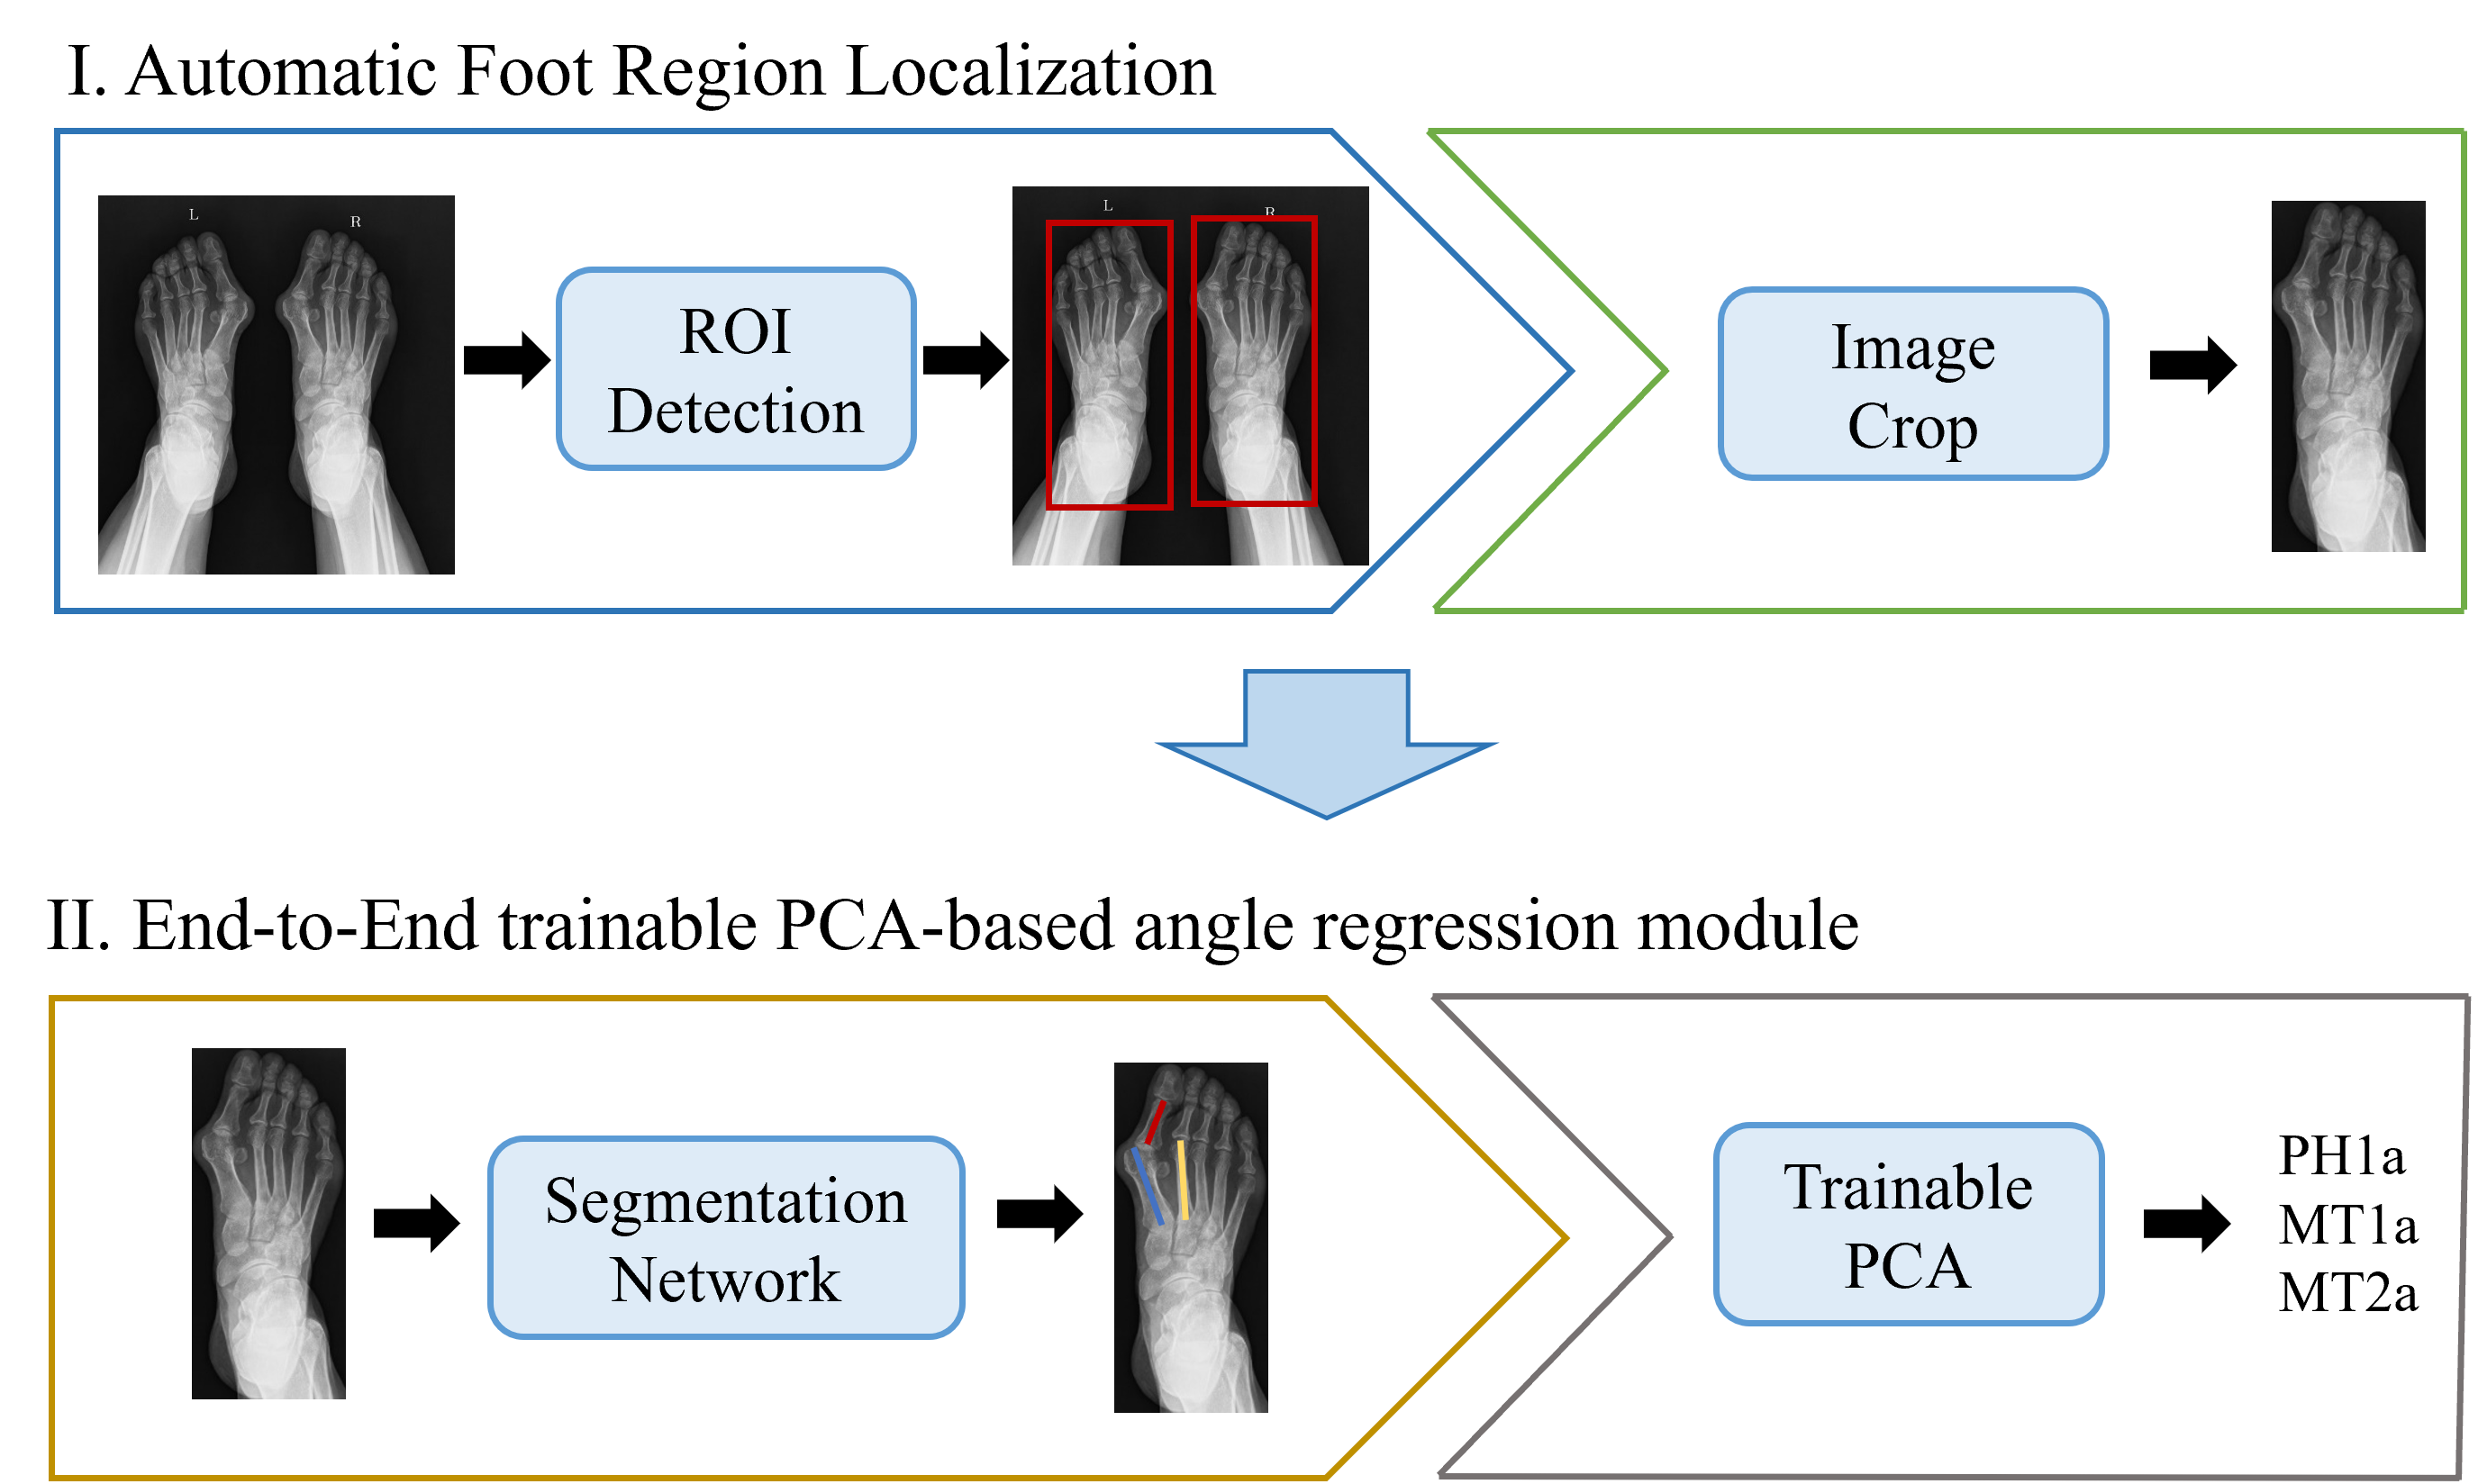 I. Automatic Foot Region Localization
L
R
ROI
Detection
L
R
Image
Crop
II. End-to-End trainable PCA-based angle regression module
Segmentation
Network
Trainable
PCA
PH1a
MT1a
MT2a